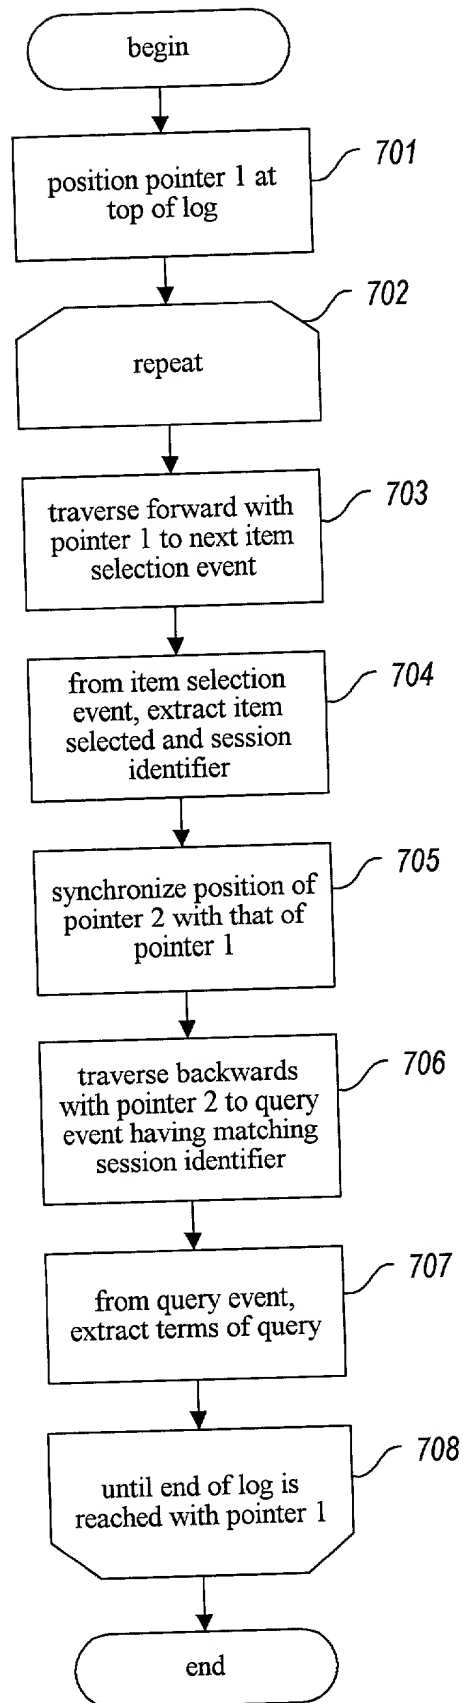 begin
701
position pointer 1 at
top of log
702
repeat
703
traverse forward with
pointer 1 to next item
selection event
704
from item selection
event, extract item
selected and session
identifier
705
synchronize position of
pointer 2 with that of
pointer 1
706
traverse backwards
with pointer 2 to query
event having matching
session identifier
707
from query event,
extract terms of query
708
until end of log is
reached with pointer 1
end